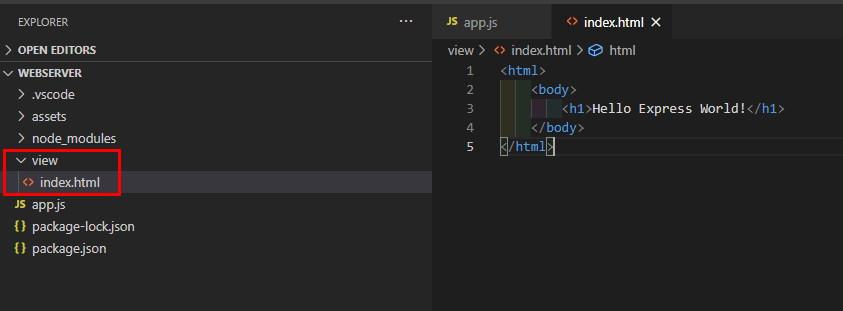 EXPLORER ...
OPEN EDITORS
WEBSERVER
.vscode
assets
node_modules
view
index.html
JS app.js
{} package-lock.json
{} package.json
JS app.js <> index.html ×
view > <> index.html > html
1 <html>
2 <body>
3 <h1>Hello Express World!</h1>
4 </body>
5 </html>